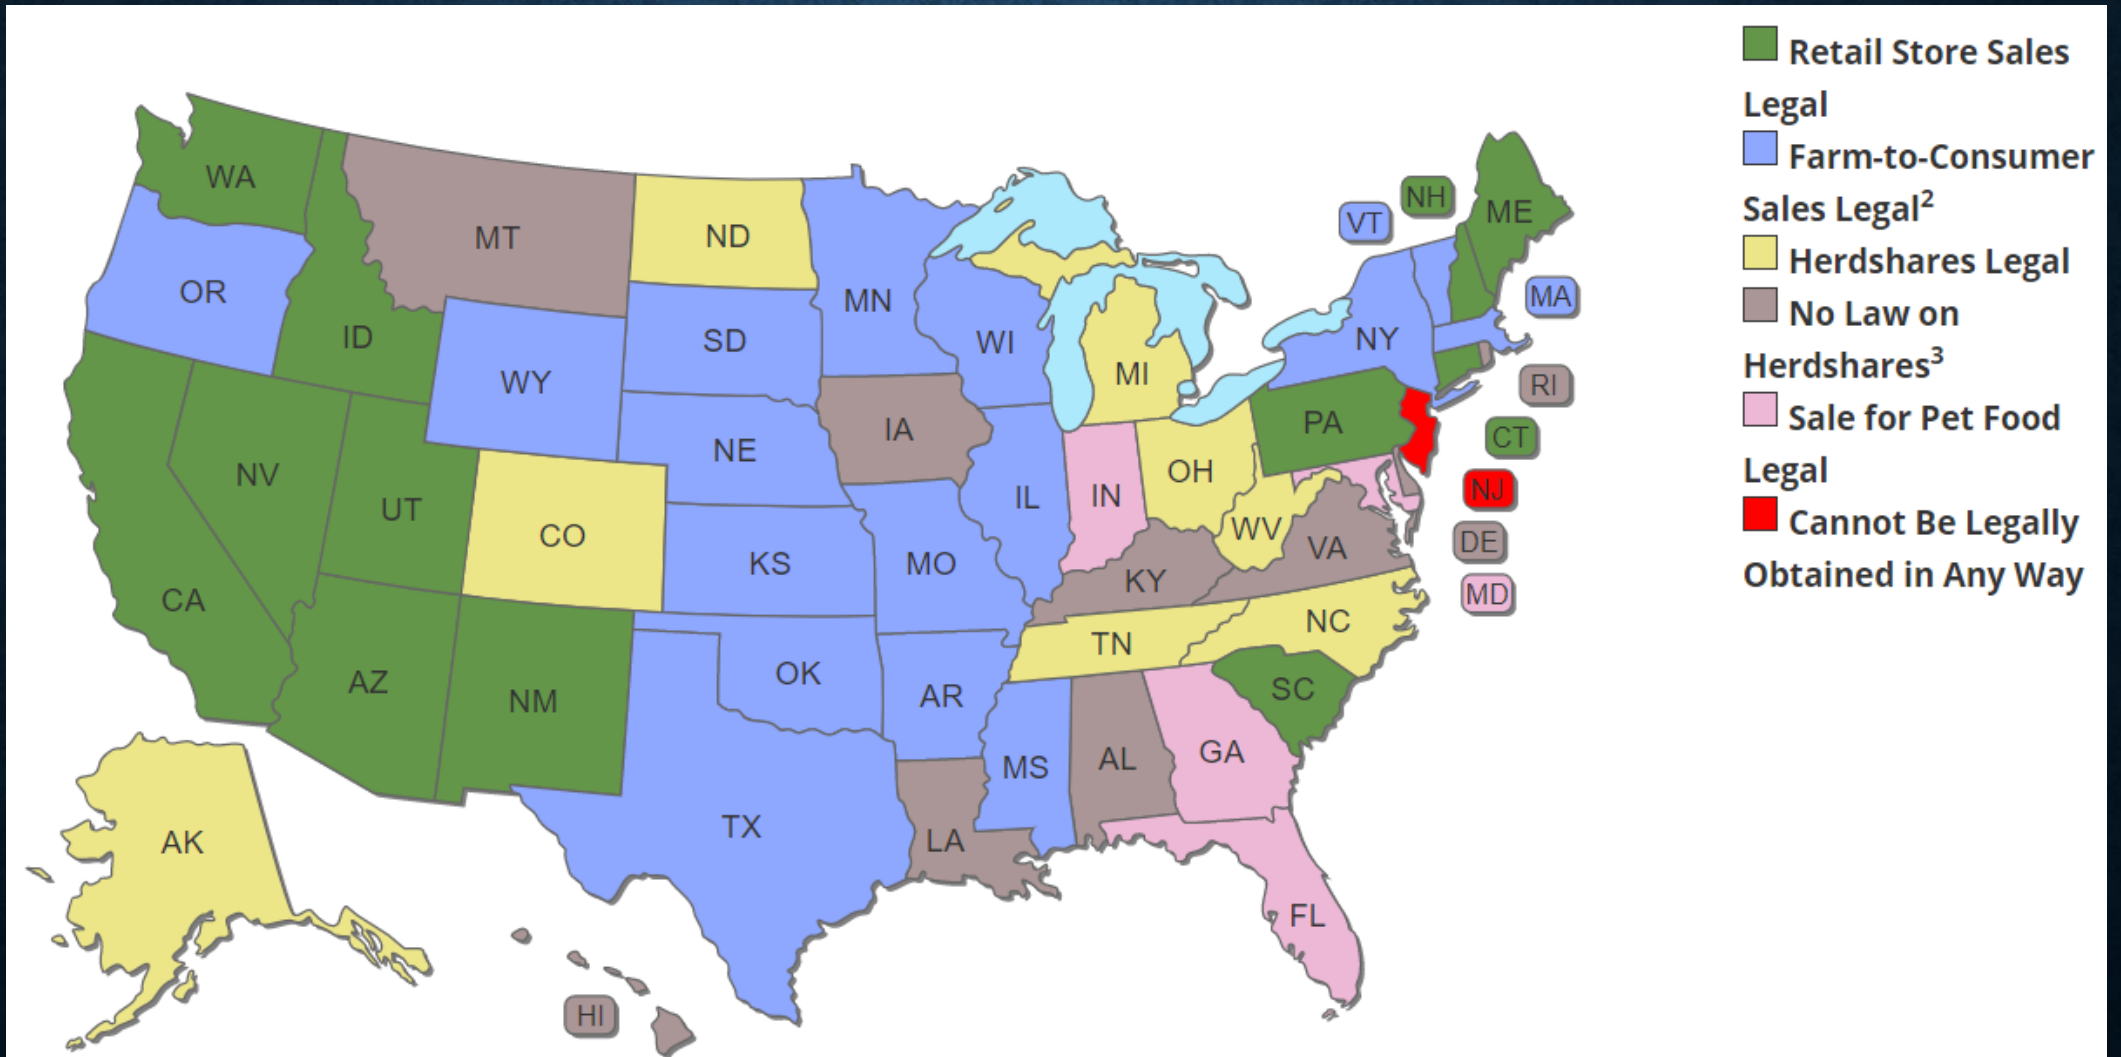 Retail Store Sales
Legal
Farm-to-Consumer
Sales Legal2
Herdshares Legal
No Law on
Herdshares3
Sale for Pet Food
Legal
Cannot Be Legally
Obtained in Any Way
WA
MT
ND
MN
VT
NH
ME
OR
ID
WY
SD
WI
MI
NY
MA
RI
CT
NJ
DE
MD
NV
UT
CO
NE
IA
IL
IN
OH
PA
WV
VA
CA
KS
MO
KY
NC
TN
AZ
NM
OK
AR
SC
MS
AL
GA
TX
LA
FL
AK
HI